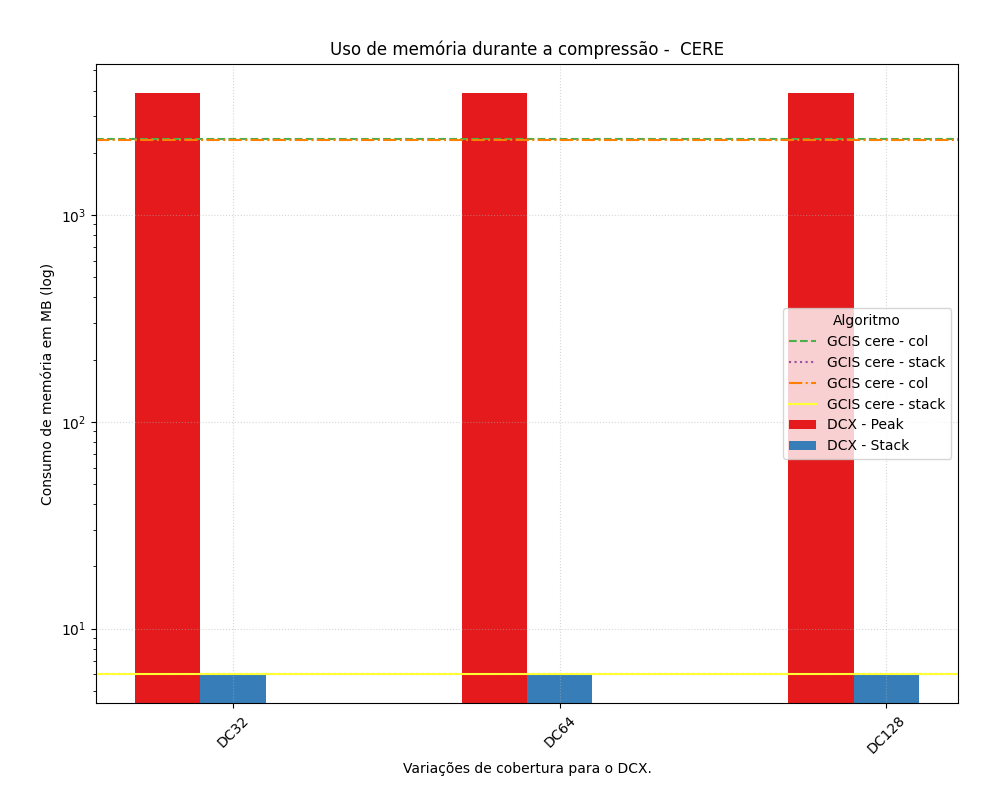 Uso de memória durante a compressão -  CERE
Consumo de memória em MB (log)
10³
10²
10¹
Algoritmo
GCIS cere - col
GCIS cere - stack
GCIS cere - col
GCIS cere - stack
DCX - Peak
DCX - Stack
DC32
DC64
DC128
Variações de cobertura para o DCX.